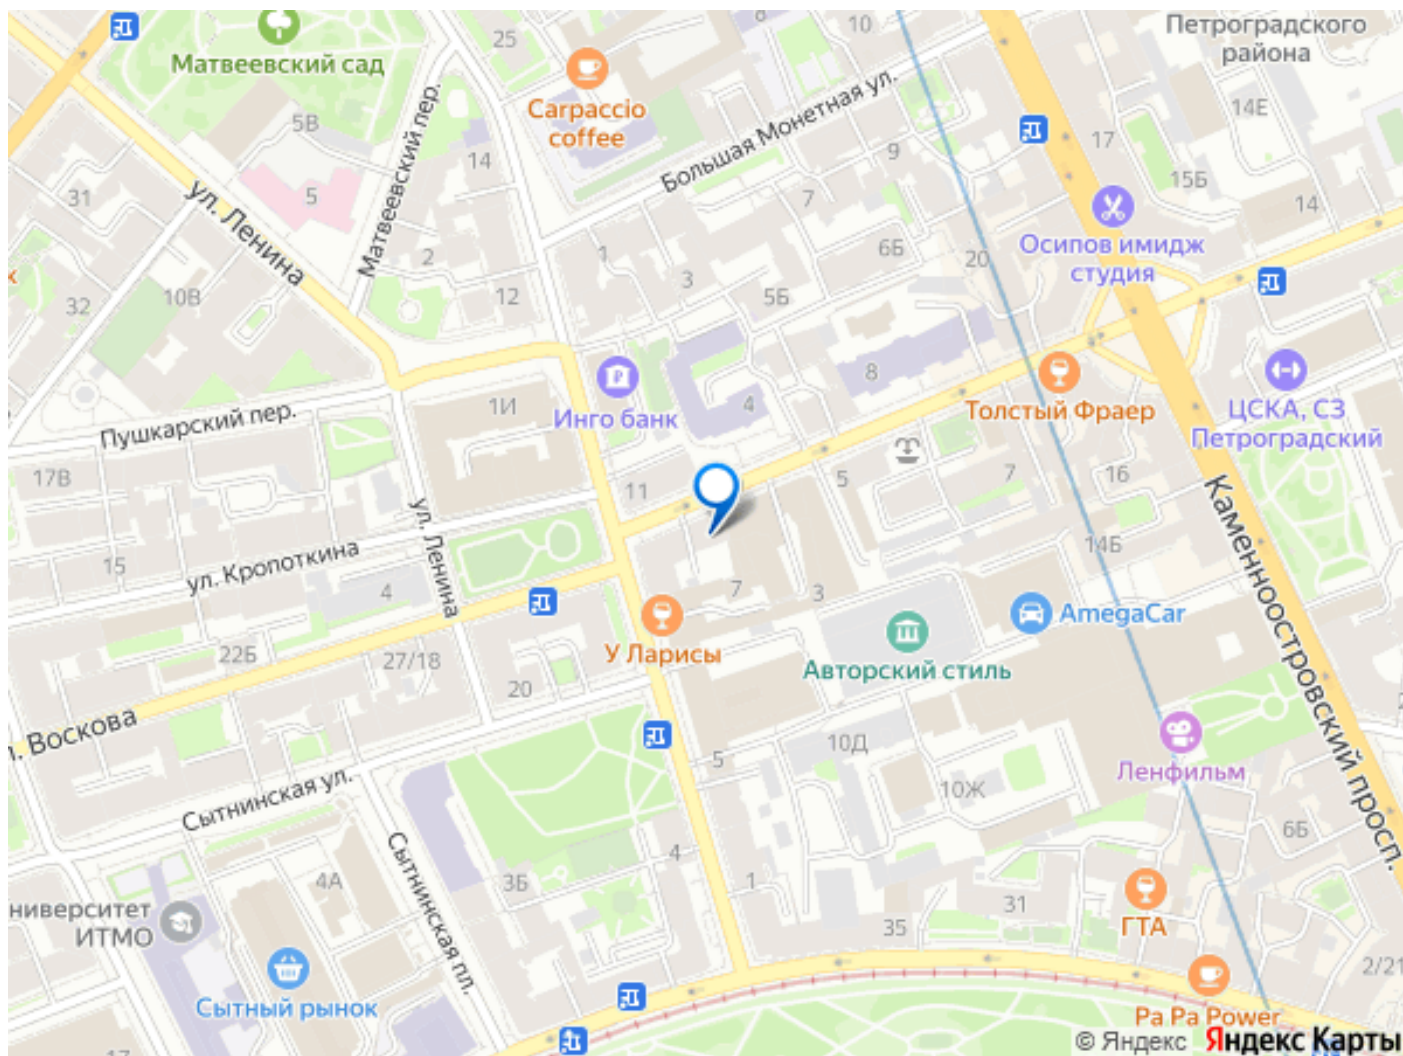 Петроградского
района
Матвеевский сад
25
8
10
Carpaccio
coffee
Большая Монетная ул.
14Е
17
5В
Матвеевский пер.
14
9
15Б
31
5
ул. Ленина
7
14
Осипов имидж
студия
2
1
6Б
20
10В
32
12
3
5Б
Инго банк
8
Толстый Фраер
ЦСКА, СЗ
Петроградский
1И
4
Пушкарский пер.
17В
11
5
7
16
Каменноостровский просп.
ул. Ленина
ул. Кропоткина
14Б
15
4
7
3
AmegaCar
У Ларисы
Авторский стиль
22Б
27/18
20
Воскова
5
10Д
Ленфильм
Сытнинская ул.
10Ж
6Б
4
Сытнинская пл.
4А
3Б
1
31
ниверситет
ИТМО
35
ГТА
2/21
Сытный рынок
Pa Pa Power
17
© Яндекс Яндекс Карты